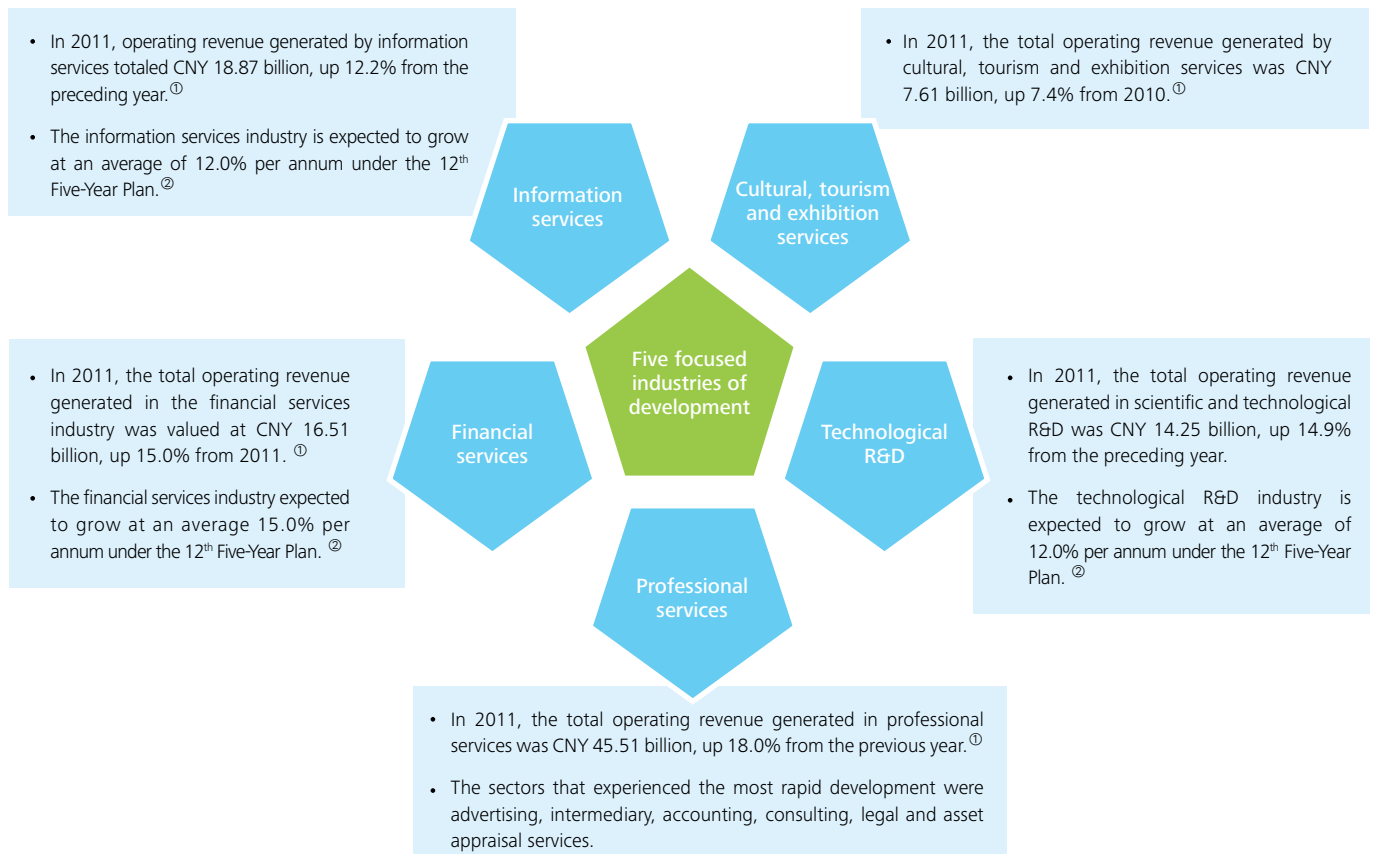 • In 2011, operating revenue generated by information
services totaled CNY 18.87 billion, up 12.2% from the
preceding year.①
• The information services industry is expected to grow
at an average of 12.0% per annum under the 12th
Five-Year Plan.②
• In 2011, the total operating revenue generated by
cultural, tourism and exhibition services was CNY
7.61 billion, up 7.4% from 2010.①
Information
services
Cultural, tourism
and exhibition
services
Five focused
industries of
development
• In 2011, the total operating revenue
generated in the financial services
industry was valued at CNY 16.51
billion, up 15.0% from 2011. ①
• The financial services industry expected
to grow at an average 15.0% per
annum under the 12th Five-Year Plan. ②
Financial
services
Technological
R&D
• In 2011, the total operating revenue
generated in scientific and technological
R&D was CNY 14.25 billion, up 14.9%
from the preceding year.
• The technological R&D industry is
expected to grow at an average of
12.0% per annum under the 12th Five-Year
Plan. ②
Professional
services
• In 2011, the total operating revenue generated in professional
services was CNY 45.51 billion, up 18.0% from the previous year.①
• The sectors that experienced the most rapid development were
advertising, intermediary, accounting, consulting, legal and asset
appraisal services.